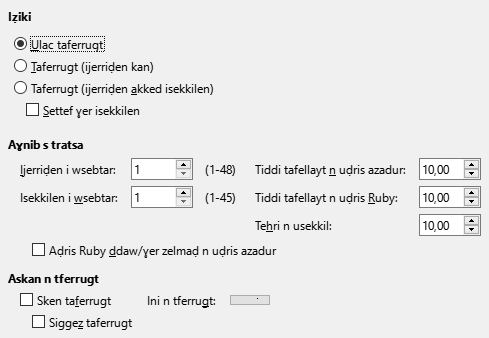 Iẓiki
Ulac taferrugt
Taferrugt (ijerriḍen kan)
Taferrugt (ijerriḍen akked isekkilen)
Settef ɣer isekkilen
Aɣnib s tratsa
Ijerriḍen i wsebtar: 1 (1-48) Tiddi tafellayt n uḍris azadur: 10,00
Isekkilen i wsebtar: 1 (1-45) Tiddi tafellayt n uḍris Ruby: 10,00
Tehri n usekkil: 10,00
Aḍris Ruby ddaw/ɣer zelmaḍ n uḍris azadur
Askan n tferrugt
Sken taferrugt Ini n tferrugt:
Siggez taferrugt